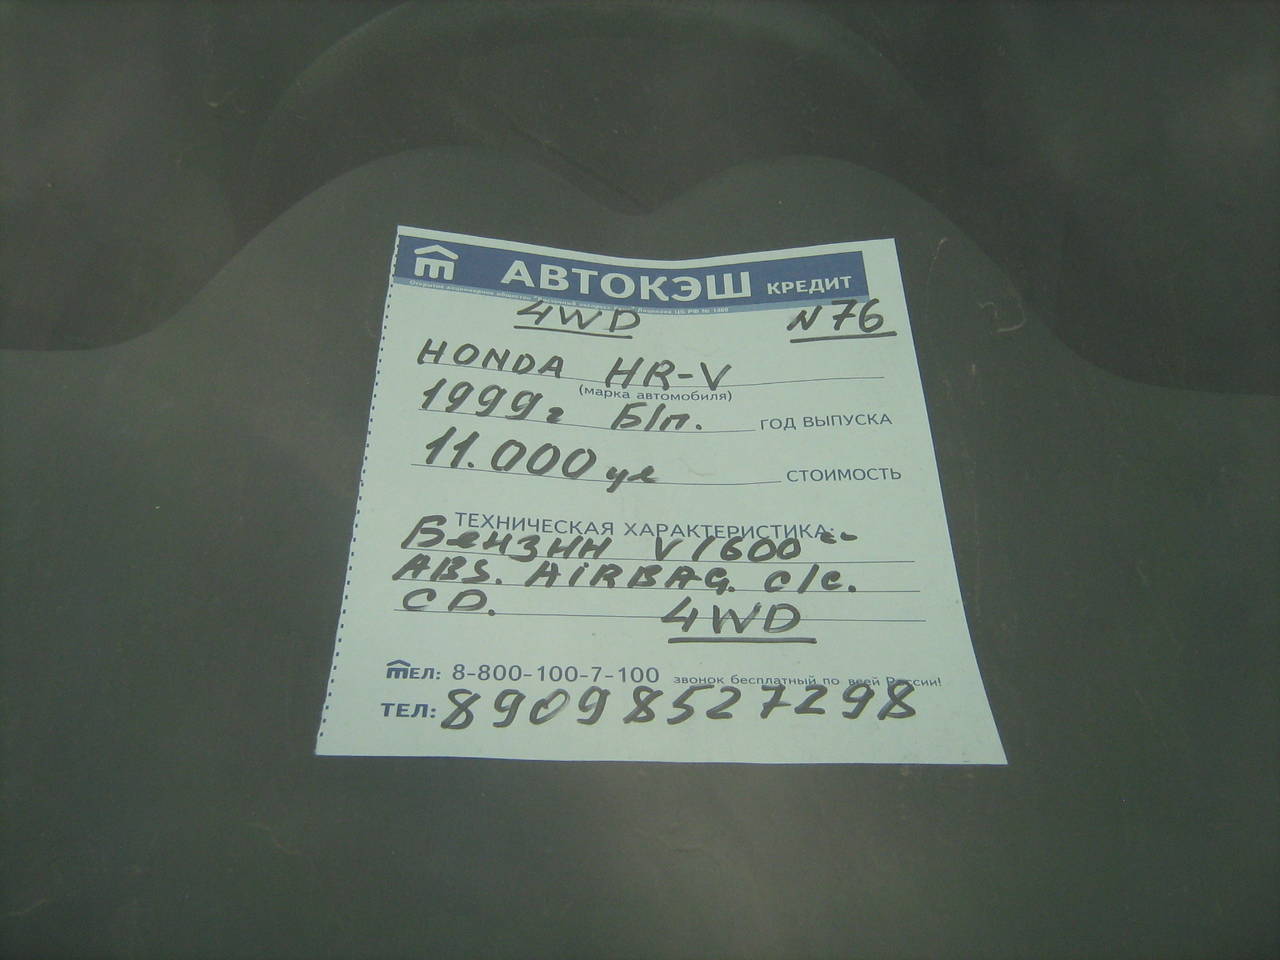 АВТОКЭШ КРЕДИТ
4WD N76
HONDA HR-V
(марка автомобиля)
1999г Б/п. ГОД ВЫПУСКА
11.000 уе СТОИМОСТЬ
ТЕХНИЧЕСКАЯ ХАРАКТЕРИСТИКА:
Бензин V1600
ABS. AiRBAG. c/c.
CD. 4WD
ТЕЛ: 8-800-100-7-100 звонок бесплатный по всей России!
ТЕЛ: 89098527298